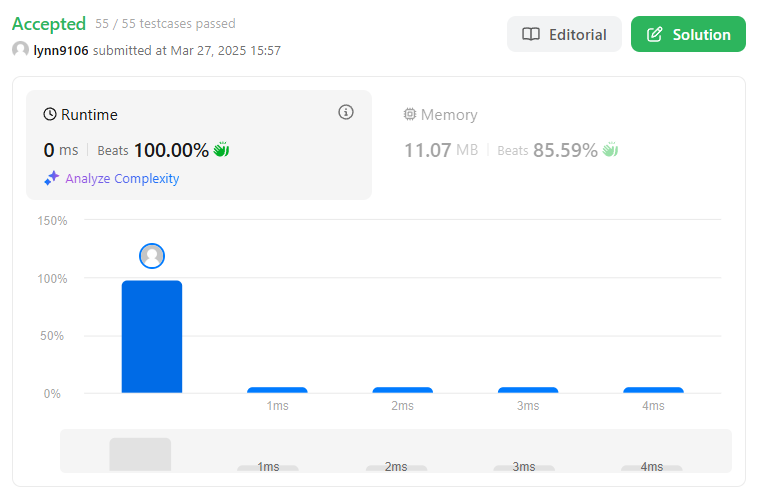 Accepted 55 / 55 testcases passed
lynn9106 submitted at Mar 27, 2025 15:57
Editorial
Solution
Runtime
0 ms | Beats 100.00%
Analyze Complexity
Memory
11.07 MB | Beats 85.59%
150%
100%
50%
0%
1ms 2ms 3ms 4ms
1ms 2ms 3ms 4ms